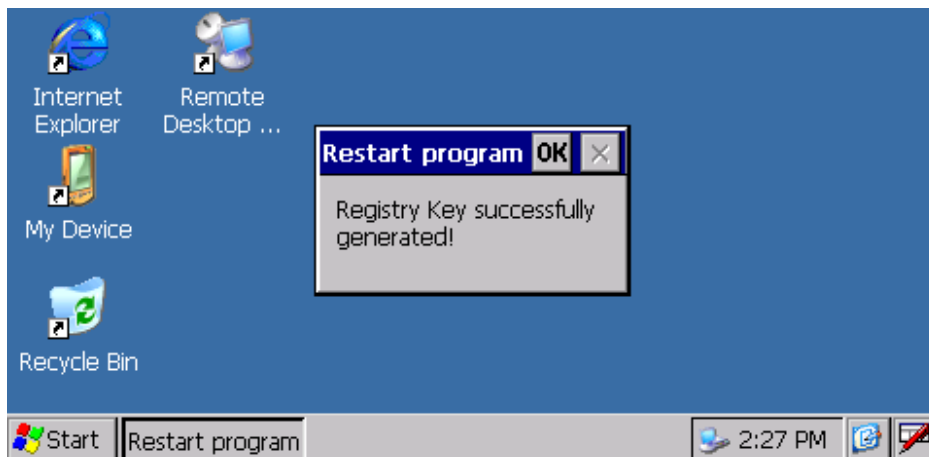 Internet
Explorer
Remote
Desktop ...
My Device
Recycle Bin
Restart program OK
Registry Key successfully
generated!
Start
Restart program
2:27 PM